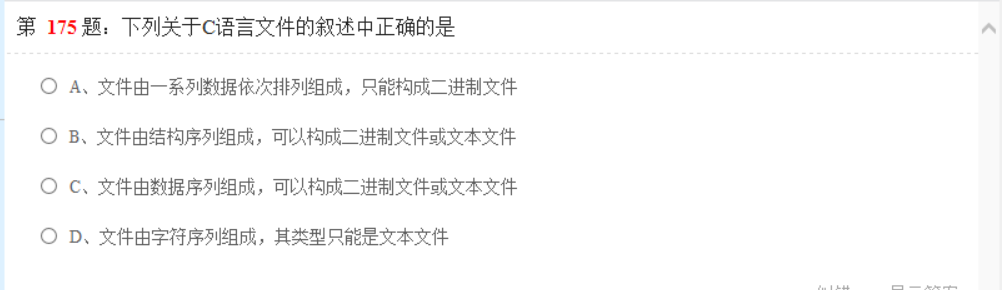 第 175 题：下列关于C语言文件的叙述中正确的是
A、文件由一系列数据依次排列组成，只能构成二进制文件
B、文件由结构序列组成，可以构成二进制文件或文本文件
C、文件由数据序列组成，可以构成二进制文件或文本文件
D、文件由字符序列组成，其类型只能是文本文件